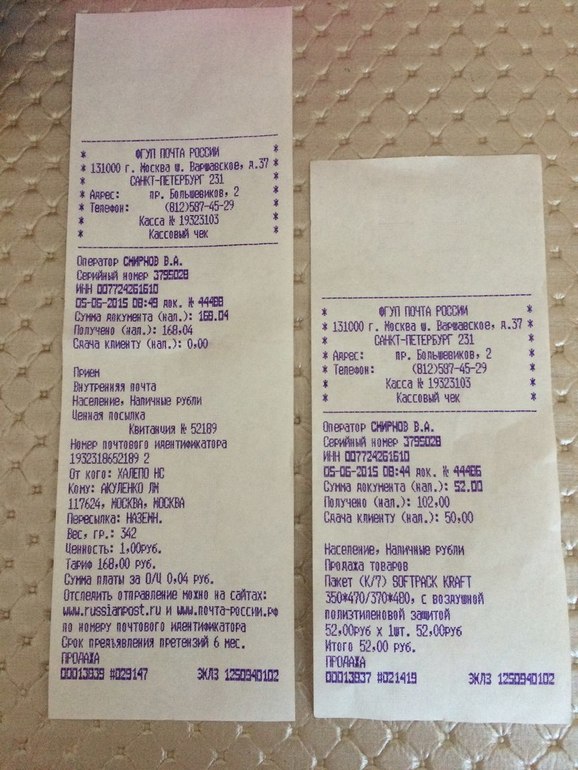 * ФГУП ПОЧТА РОССИИ *
* 131000 г. Москва ш. Варшавское, д.37 *
* САНКТ-ПЕТЕРБУРГ 231 *
* Адрес: пр. Большевиков, 2 *
* Телефон: (812)587-45-29 *
* Касса № 19323103 *
* Кассовый чек *
Оператор СМИРНОВ В.А.
Серийный номер 3795028
ИНН 007724261610
05-06-2015 08:49 док. № 44488
Сумма документа (нал.): 168.04
Получено (нал.): 168,04
Сдача клиенту (нал.): 0,00
Прием
Внутренняя почта
Население, Наличные рубли
Ценная посылка
Квитанция № 52189
Номер почтового идентификатора
1932318652189 2
От кого: ХАЛЕПО НС
Кому: АКУЛЕНКО ЛМ
117624, МОСКВА, МОСКВА
Пересылка: НАЗЕМН.
Вес, гр.: 342
Ценность: 1,00руб.
Тариф 168,00 руб.
Сумма платы за О/Ц 0,04 руб.
Отследить отправление можно на сайтах:
www.russianpost.ru и www.почта-россии.рф
по номеру почтового идентификатора
Срок предъявления претензий 6 мес.
ПРОДАЖА
00013939 #029147 ЭКЛЗ 1250940102
* ФГУП ПОЧТА РОССИИ *
* 131000 г. Москва ш. Варшавское, д.37 *
* САНКТ-ПЕТЕРБУРГ 231 *
* Адрес: пр. Большевиков, 2 *
* Телефон: (812)587-45-29 *
* Касса № 19323103 *
* Кассовый чек *
Оператор СМИРНОВ В.А.
Серийный номер 3795028
ИНН 007724261610
05-06-2015 08:44 док. № 44486
Сумма документа (нал.): 52.00
Получено (нал.): 102,00
Сдача клиенту (нал.): 50,00
Население, Наличные рубли
Продажа товаров
Пакет (К/7) SOFTPACK KRAFT
350*470/370*480, с воздушной
полиэтиленовой защитой
52,00руб x 1шт. 52,00руб
Итого 52,00 руб.
ПРОДАЖА
00013937 #021419 ЭКЛЗ 1250940102